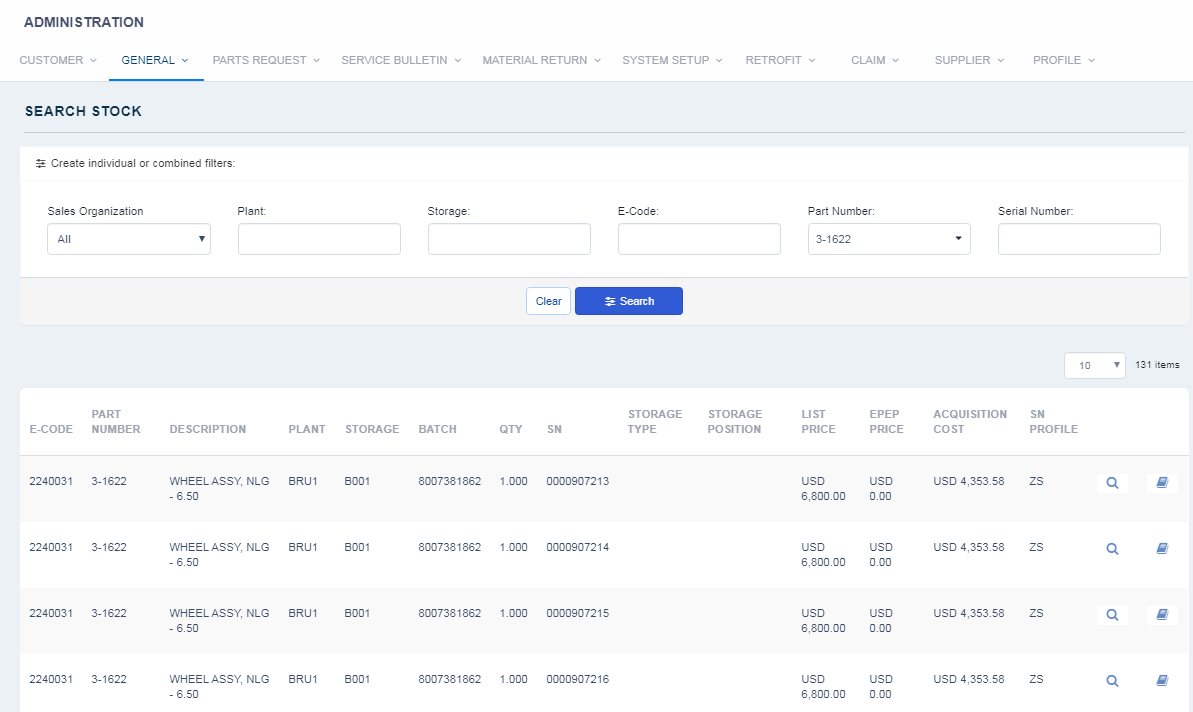 ADMINISTRATION
CUSTOMER GENERAL PARTS REQUEST SERVICE BULLETIN MATERIAL RETURN SYSTEM SETUP RETROFIT CLAIM SUPPLIER PROFILE
SEARCH STOCK
Create individual or combined filters:
Sales Organization Plant: Storage: E-Code: Part Number: Serial Number:
All 3-1622
Clear Search
10 131 items
PART STORAGE STORAGE LIST EPEP ACQUISITION SN
E-CODE NUMBER DESCRIPTION PLANT STORAGE BATCH QTY SN TYPE POSITION PRICE PRICE COST PROFILE
2240031 3-1622 WHEEL ASSY, NLG BRU1 B001 8007381862 1.000 0000907213 USD USD USD 4,353.58 ZS
- 6.50 6,800.00 0.00
2240031 3-1622 WHEEL ASSY, NLG BRU1 B001 8007381862 1.000 0000907214 USD USD USD 4,353.58 ZS
- 6.50 6,800.00 0.00
2240031 3-1622 WHEEL ASSY, NLG BRU1 B001 8007381862 1.000 0000907215 USD USD USD 4,353.58 ZS
- 6.50 6,800.00 0.00
2240031 3-1622 WHEEL ASSY, NLG BRU1 B001 8007381862 1.000 0000907216 USD USD USD 4,353.58 ZS
- 6.50 6,800.00 0.00